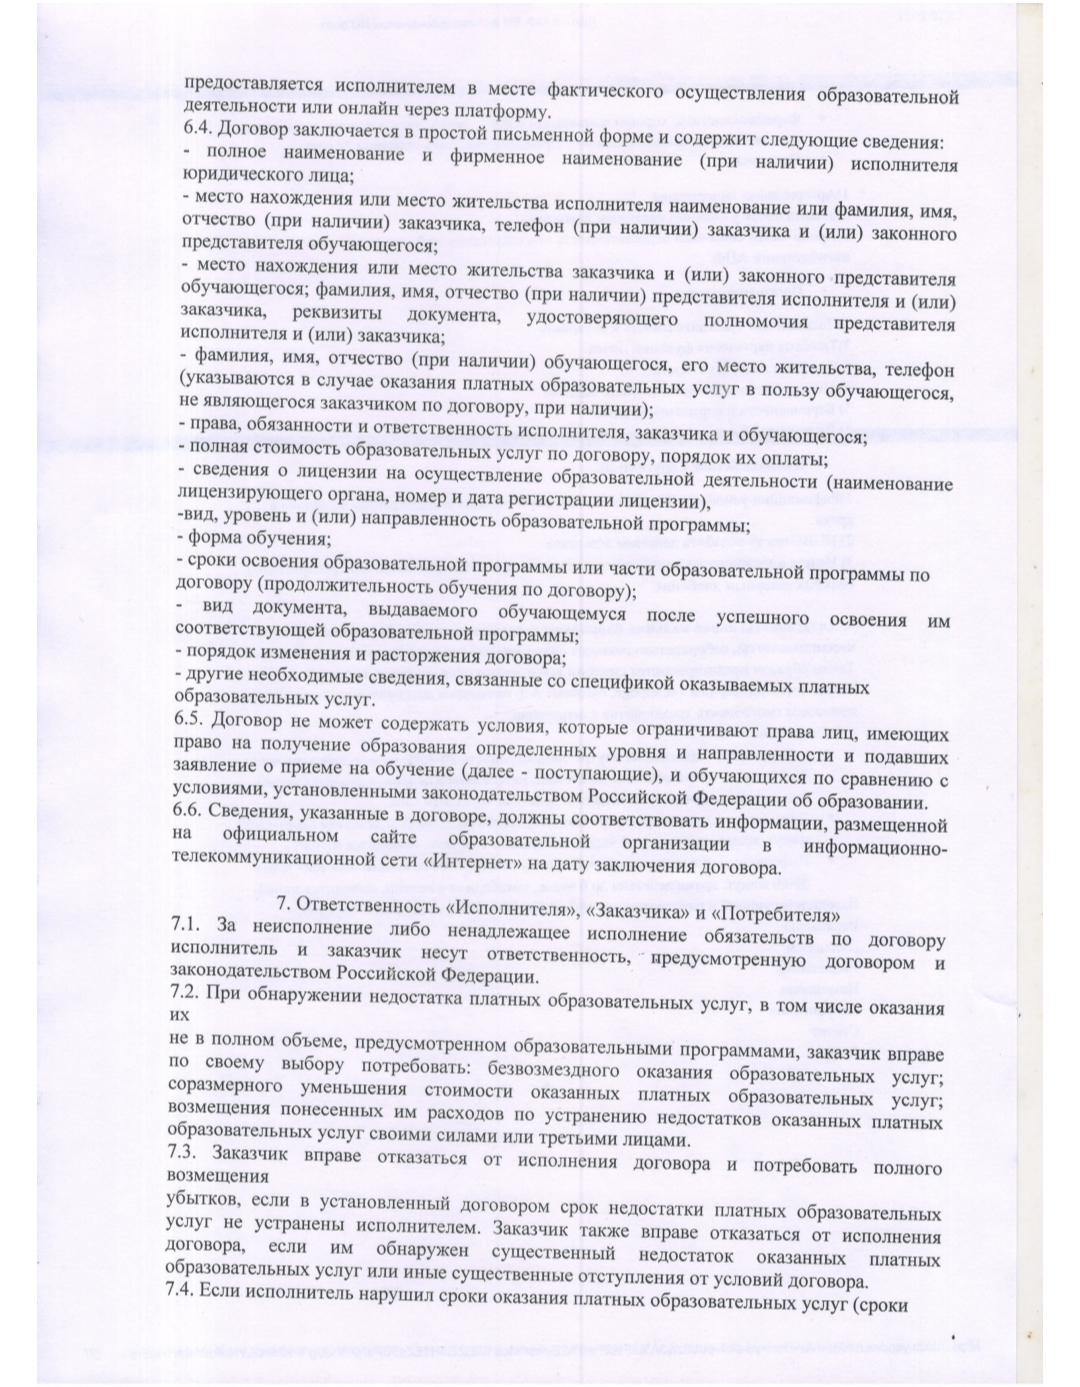 предоставляется исполнителем в месте фактического осуществления образовательной
деятельности или онлайн через платформу.
6.4. Договор заключается в простой письменной форме и содержит следующие сведения:
- полное наименование и фирменное наименование (при наличии) исполнителя
юридического лица;
- место нахождения или место жительства исполнителя наименование или фамилия, имя,
отчество (при наличии) заказчика, телефон (при наличии) заказчика и (или) законного
представителя обучающегося;
- место нахождения или место жительства заказчика и (или) законного представителя
обучающегося; фамилия, имя, отчество (при наличии) представителя исполнителя и (или)
заказчика, реквизиты документа, удостоверяющего полномочия представителя
исполнителя и (или) заказчика;
- фамилия, имя, отчество (при наличии) обучающегося, его место жительства, телефон
(указываются в случае оказания платных образовательных услуг в пользу обучающегося,
не являющегося заказчиком по договору, при наличии);
- права, обязанности и ответственность исполнителя, заказчика и обучающегося;
- полная стоимость образовательных услуг по договору, порядок их оплаты;
- сведения о лицензии на осуществление образовательной деятельности (наименование
лицензирующего органа, номер и дата регистрации лицензии),
-вид, уровень и (или) направленность образовательной программы;
- форма обучения;
- сроки освоения образовательной программы или части образовательной программы по
договору (продолжительность обучения по договору);
- вид документа, выдаваемого обучающемуся после успешного освоения им
соответствующей образовательной программы;
- порядок изменения и расторжения договора;
- другие необходимые сведения, связанные со спецификой оказываемых платных
образовательных услуг.
6.5. Договор не может содержать условия, которые ограничивают права лиц, имеющих
право на получение образования определенных уровня и направленности и подавших
заявление о приеме на обучение (далее - поступающие), и обучающихся по сравнению с
условиями, установленными законодательством Российской Федерации об образовании.
6.6. Сведения, указанные в договоре, должны соответствовать информации, размещенной
на официальном сайте образовательной организации в информационно-
телекоммуникационной сети «Интернет» на дату заключения договора.
7. Ответственность «Исполнителя», «Заказчика» и «Потребителя»
7.1. За неисполнение либо ненадлежащее исполнение обязательств по договору
исполнитель и заказчик несут ответственность, предусмотренную договором и
законодательством Российской Федерации.
7.2. При обнаружении недостатка платных образовательных услуг, в том числе оказания
их
не в полном объеме, предусмотренном образовательными программами, заказчик вправе
по своему выбору потребовать: безвозмездного оказания образовательных услуг;
соразмерного уменьшения стоимости оказанных платных образовательных услуг;
возмещения понесенных им расходов по устранению недостатков оказанных платных
образовательных услуг своими силами или третьими лицами.
7.3. Заказчик вправе отказаться от исполнения договора и потребовать полного
возмещения
убытков, если в установленный договором срок недостатки платных образовательных
услуг не устранены исполнителем. Заказчик также вправе отказаться от исполнения
договора, если им обнаружен существенный недостаток оказанных платных
образовательных услуг или иные существенные отступления от условий договора.
7.4. Если исполнитель нарушил сроки оказания платных образовательных услуг (сроки